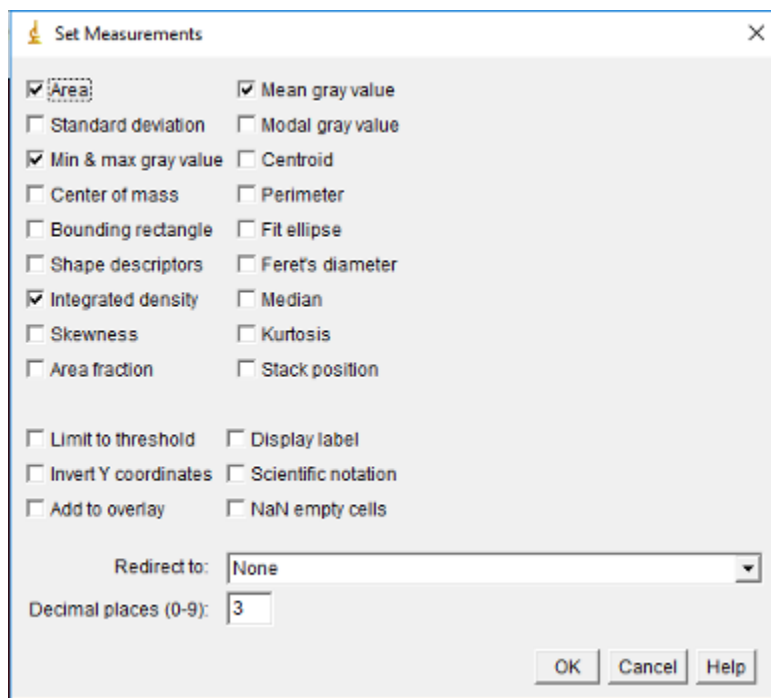 Set Measurements
Area Mean gray value
Standard deviation Modal gray value
Min & max gray value Centroid
Center of mass Perimeter
Bounding rectangle Fit ellipse
Shape descriptors Feret's diameter
Integrated density Median
Skewness Kurtosis
Area fraction Stack position
Limit to threshold Display label
Invert Y coordinates Scientific notation
Add to overlay NaN empty cells
Redirect to: None
Decimal places (0-9): 3
OK Cancel Help